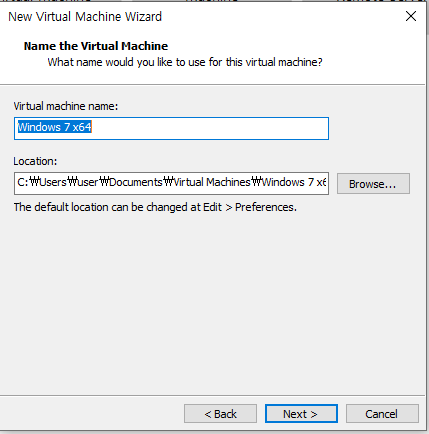 New Virtual Machine Wizard
Name the Virtual Machine
What name would you like to use for this virtual machine?
Virtual machine name:
Windows 7 x64
Location:
C:₩Users₩user₩Documents₩Virtual Machines₩Windows 7 x6
Browse...
The default location can be changed at Edit > Preferences.
< Back
Next >
Cancel